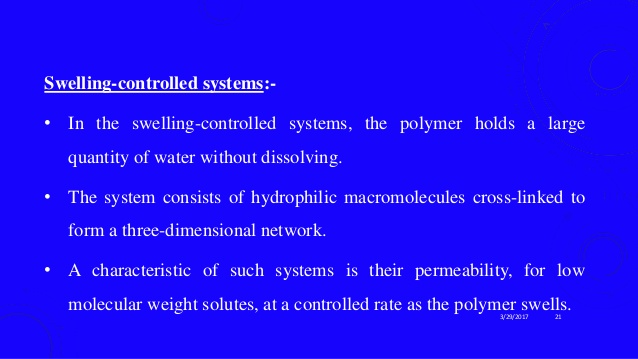 Swelling-controlled systems:-
• In the swelling-controlled systems, the polymer holds a large
quantity of water without dissolving.
• The system consists of hydrophilic macromolecules cross-linked to
form a three-dimensional network.
• A characteristic of such systems is their permeability, for low
molecular weight solutes, at a controlled rate as the polymer swells.
3/29/2017 21